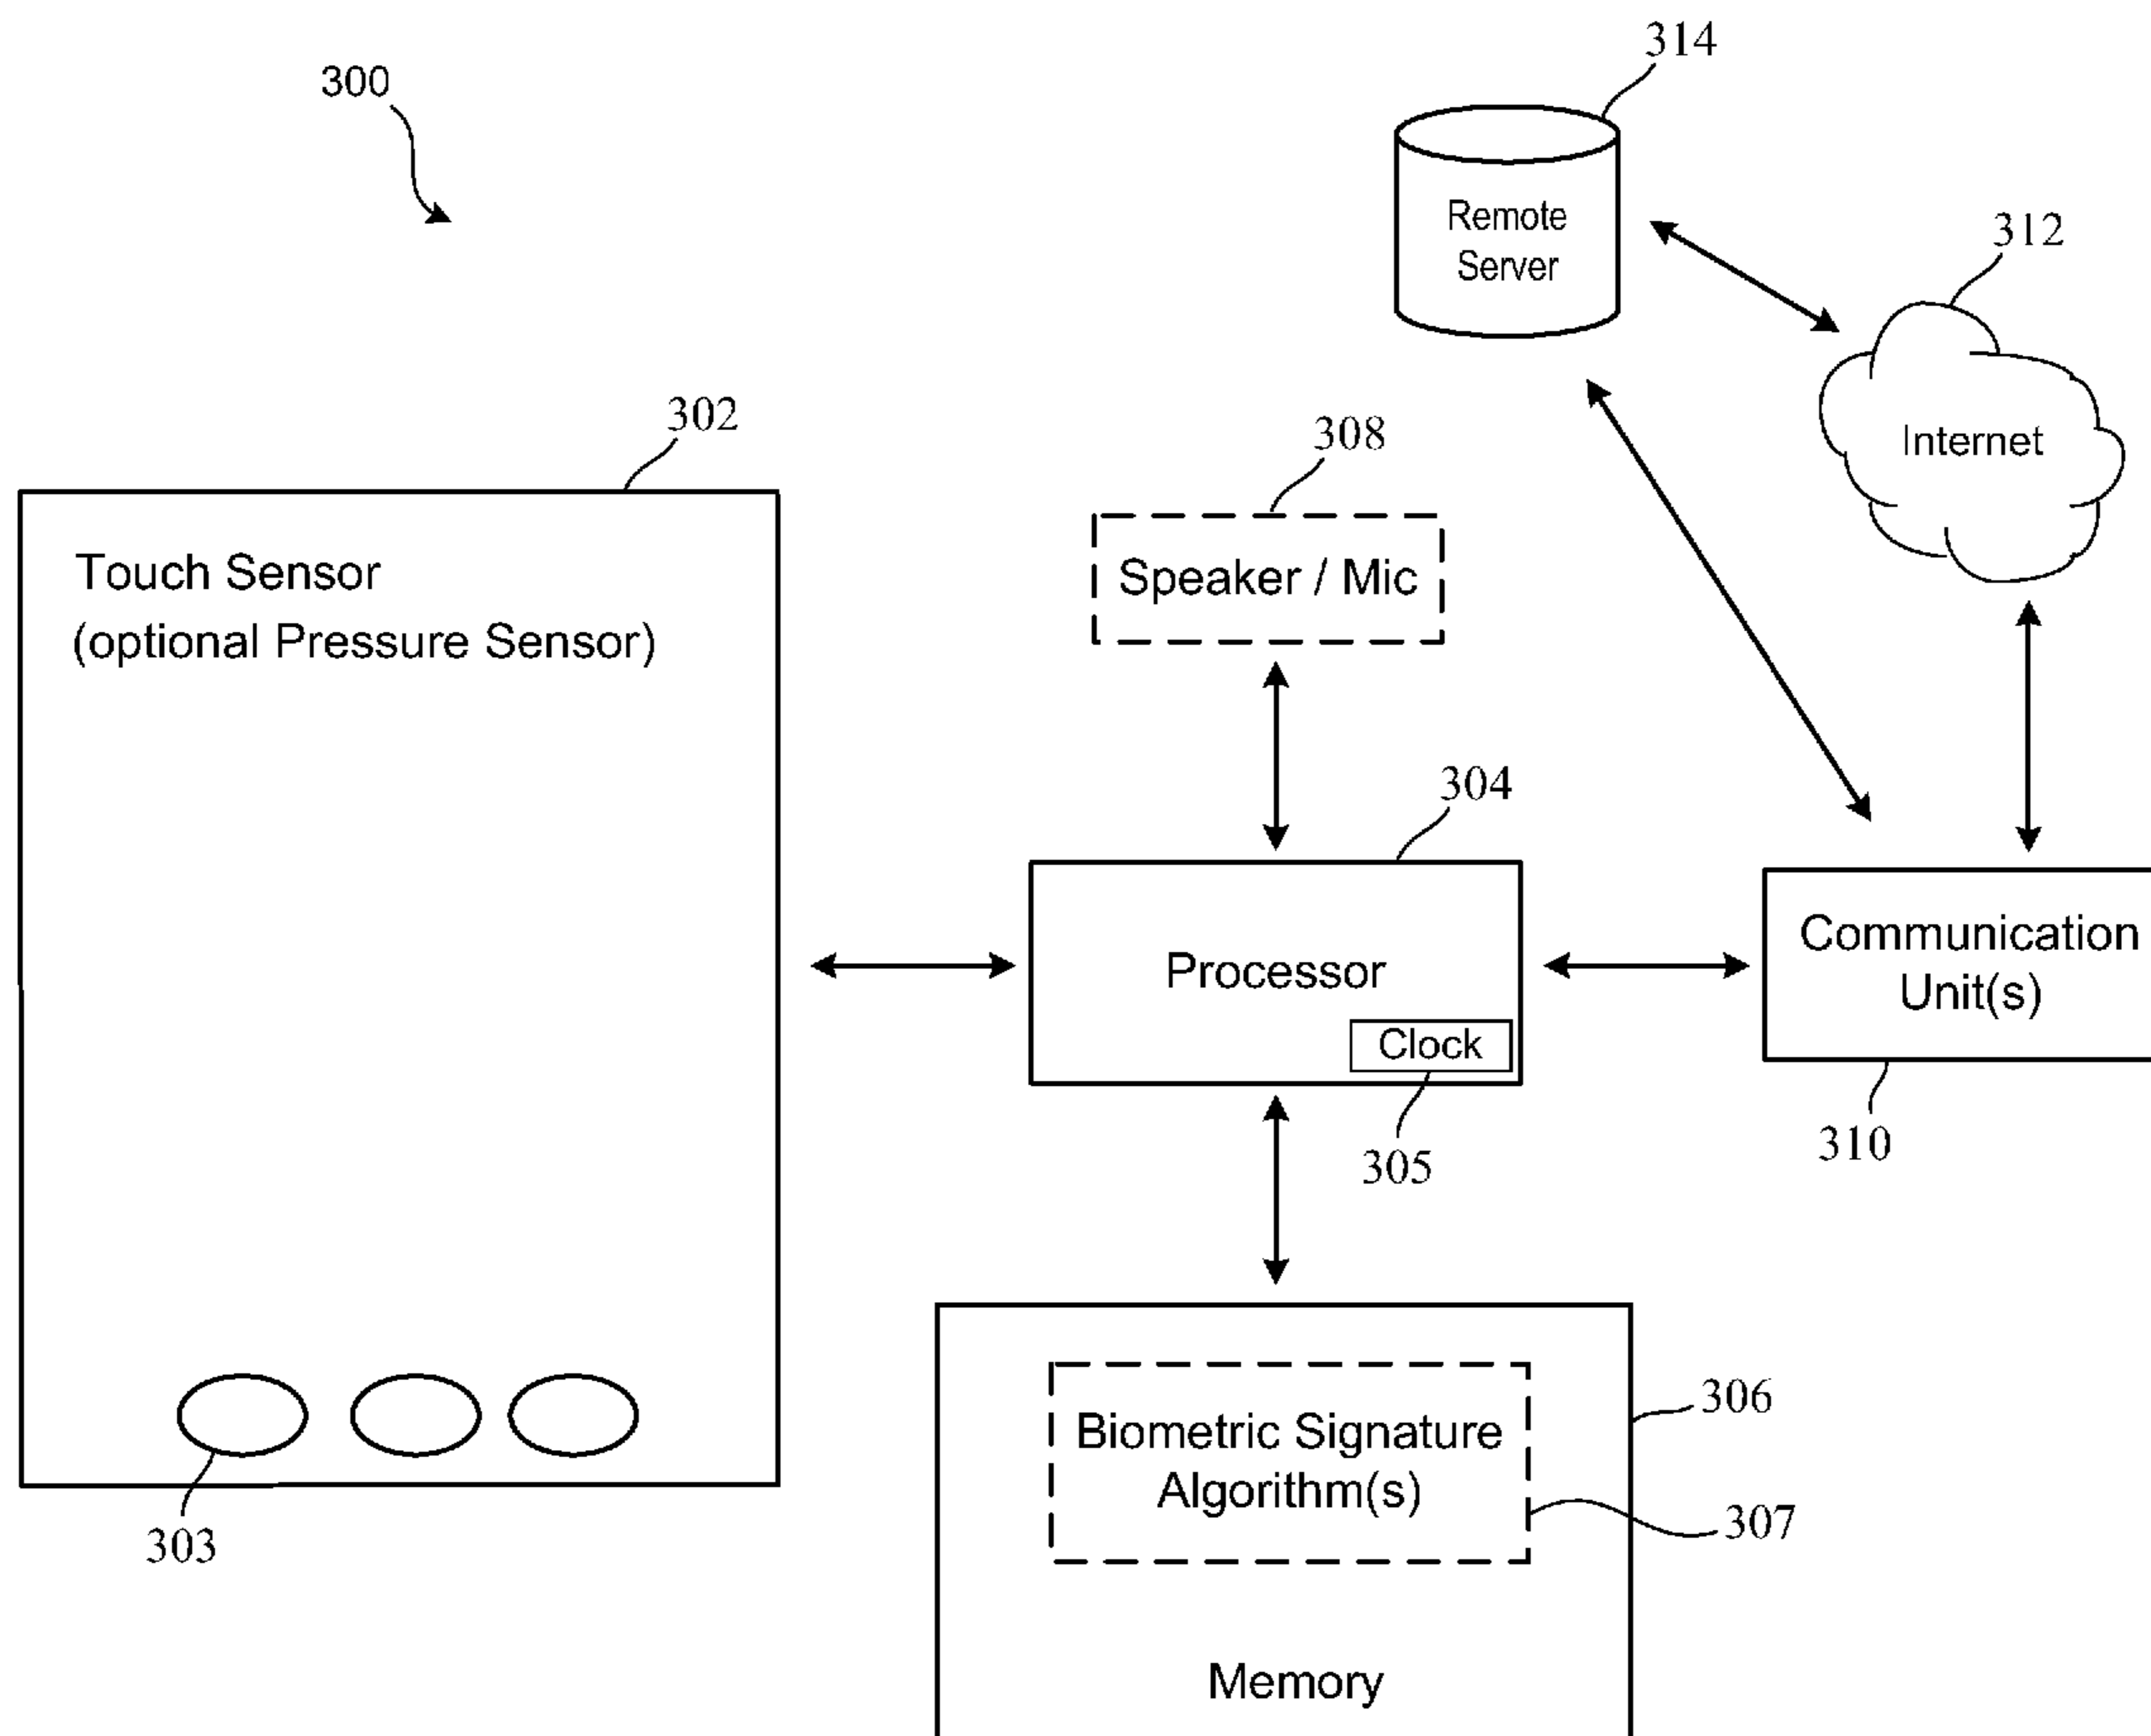 314
300
Remote
Server
312
302
308
Internet
Touch Sensor
(optional Pressure Sensor)
Speaker / Mic
304
Processor
Clock
Communication
Unit(s)
305
310
306
Biometric Signature
Algorithm(s)
307
303
Memory